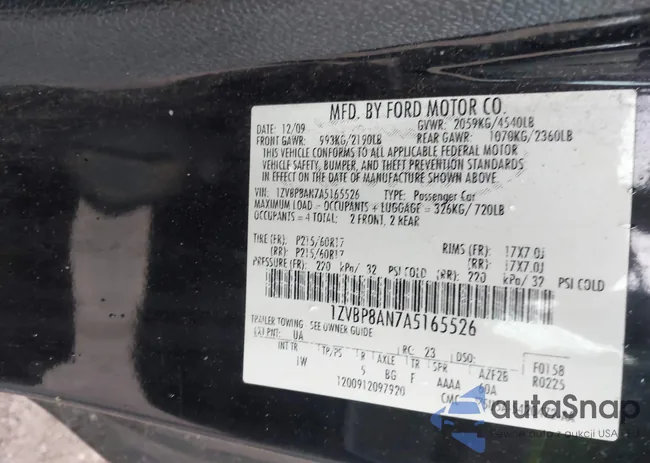 MFD. BY FORD MOTOR CO.
DATE: 12/09 GVWR: 2059KG/4540LB
FRONT GAWR: 993KG/2190LB REAR GAWR: 1070KG/2360LB
THIS VEHICLE CONFORMS TO ALL APPLICABLE FEDERAL MOTOR
VEHICLE SAFETY, BUMPER, AND THEFT PREVENTION STANDARDS
IN EFFECT ON THE DATE OF MANUFACTURE SHOWN ABOVE.
VIN: 1ZVBP8AN7A5165526 TYPE: Passenger Car
MAXIMUM LOAD - OCCUPANTS + LUGGAGE = 326KG/720LB
OCCUPANTS = 4 TOTAL: 2 FRONT, 2 REAR
TIRE (FR): P215/60R17 RIMS (FR): 17X7.0J
(RR): P215/60R17 (RR): 17X7.0J
PRESSURE (FR): 220 kPa/ 32 PSI COLD (RR): 220 kPa/ 32 PSI COLD
1ZVBP8AN7A5165526
TRAILER TOWING: SEE OWNER GUIDE
EXT PNT: UA RC: 23 DSO:
INT TR TP/PS R AXLE TR SPR AZF28 F0158
IW 5 BG F AAAA 60A R0225
1200912097920 CMC
autoSnap